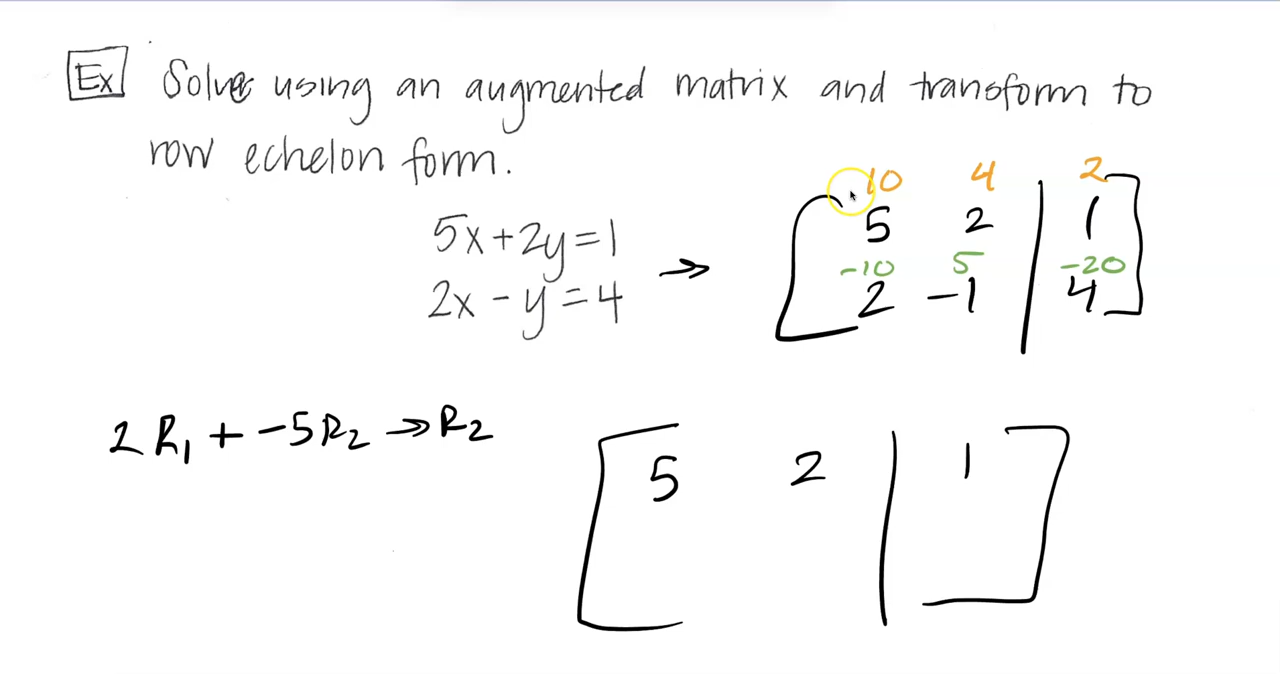 Ex Solve using an augmented matrix and transform to
row echelon form.
10 4 2
5x+2y=1 → 5 2 1
-10 5 -20
2x-y=4 2 -1 4
2R₁ + -5R₂ → R₂
5 2 1